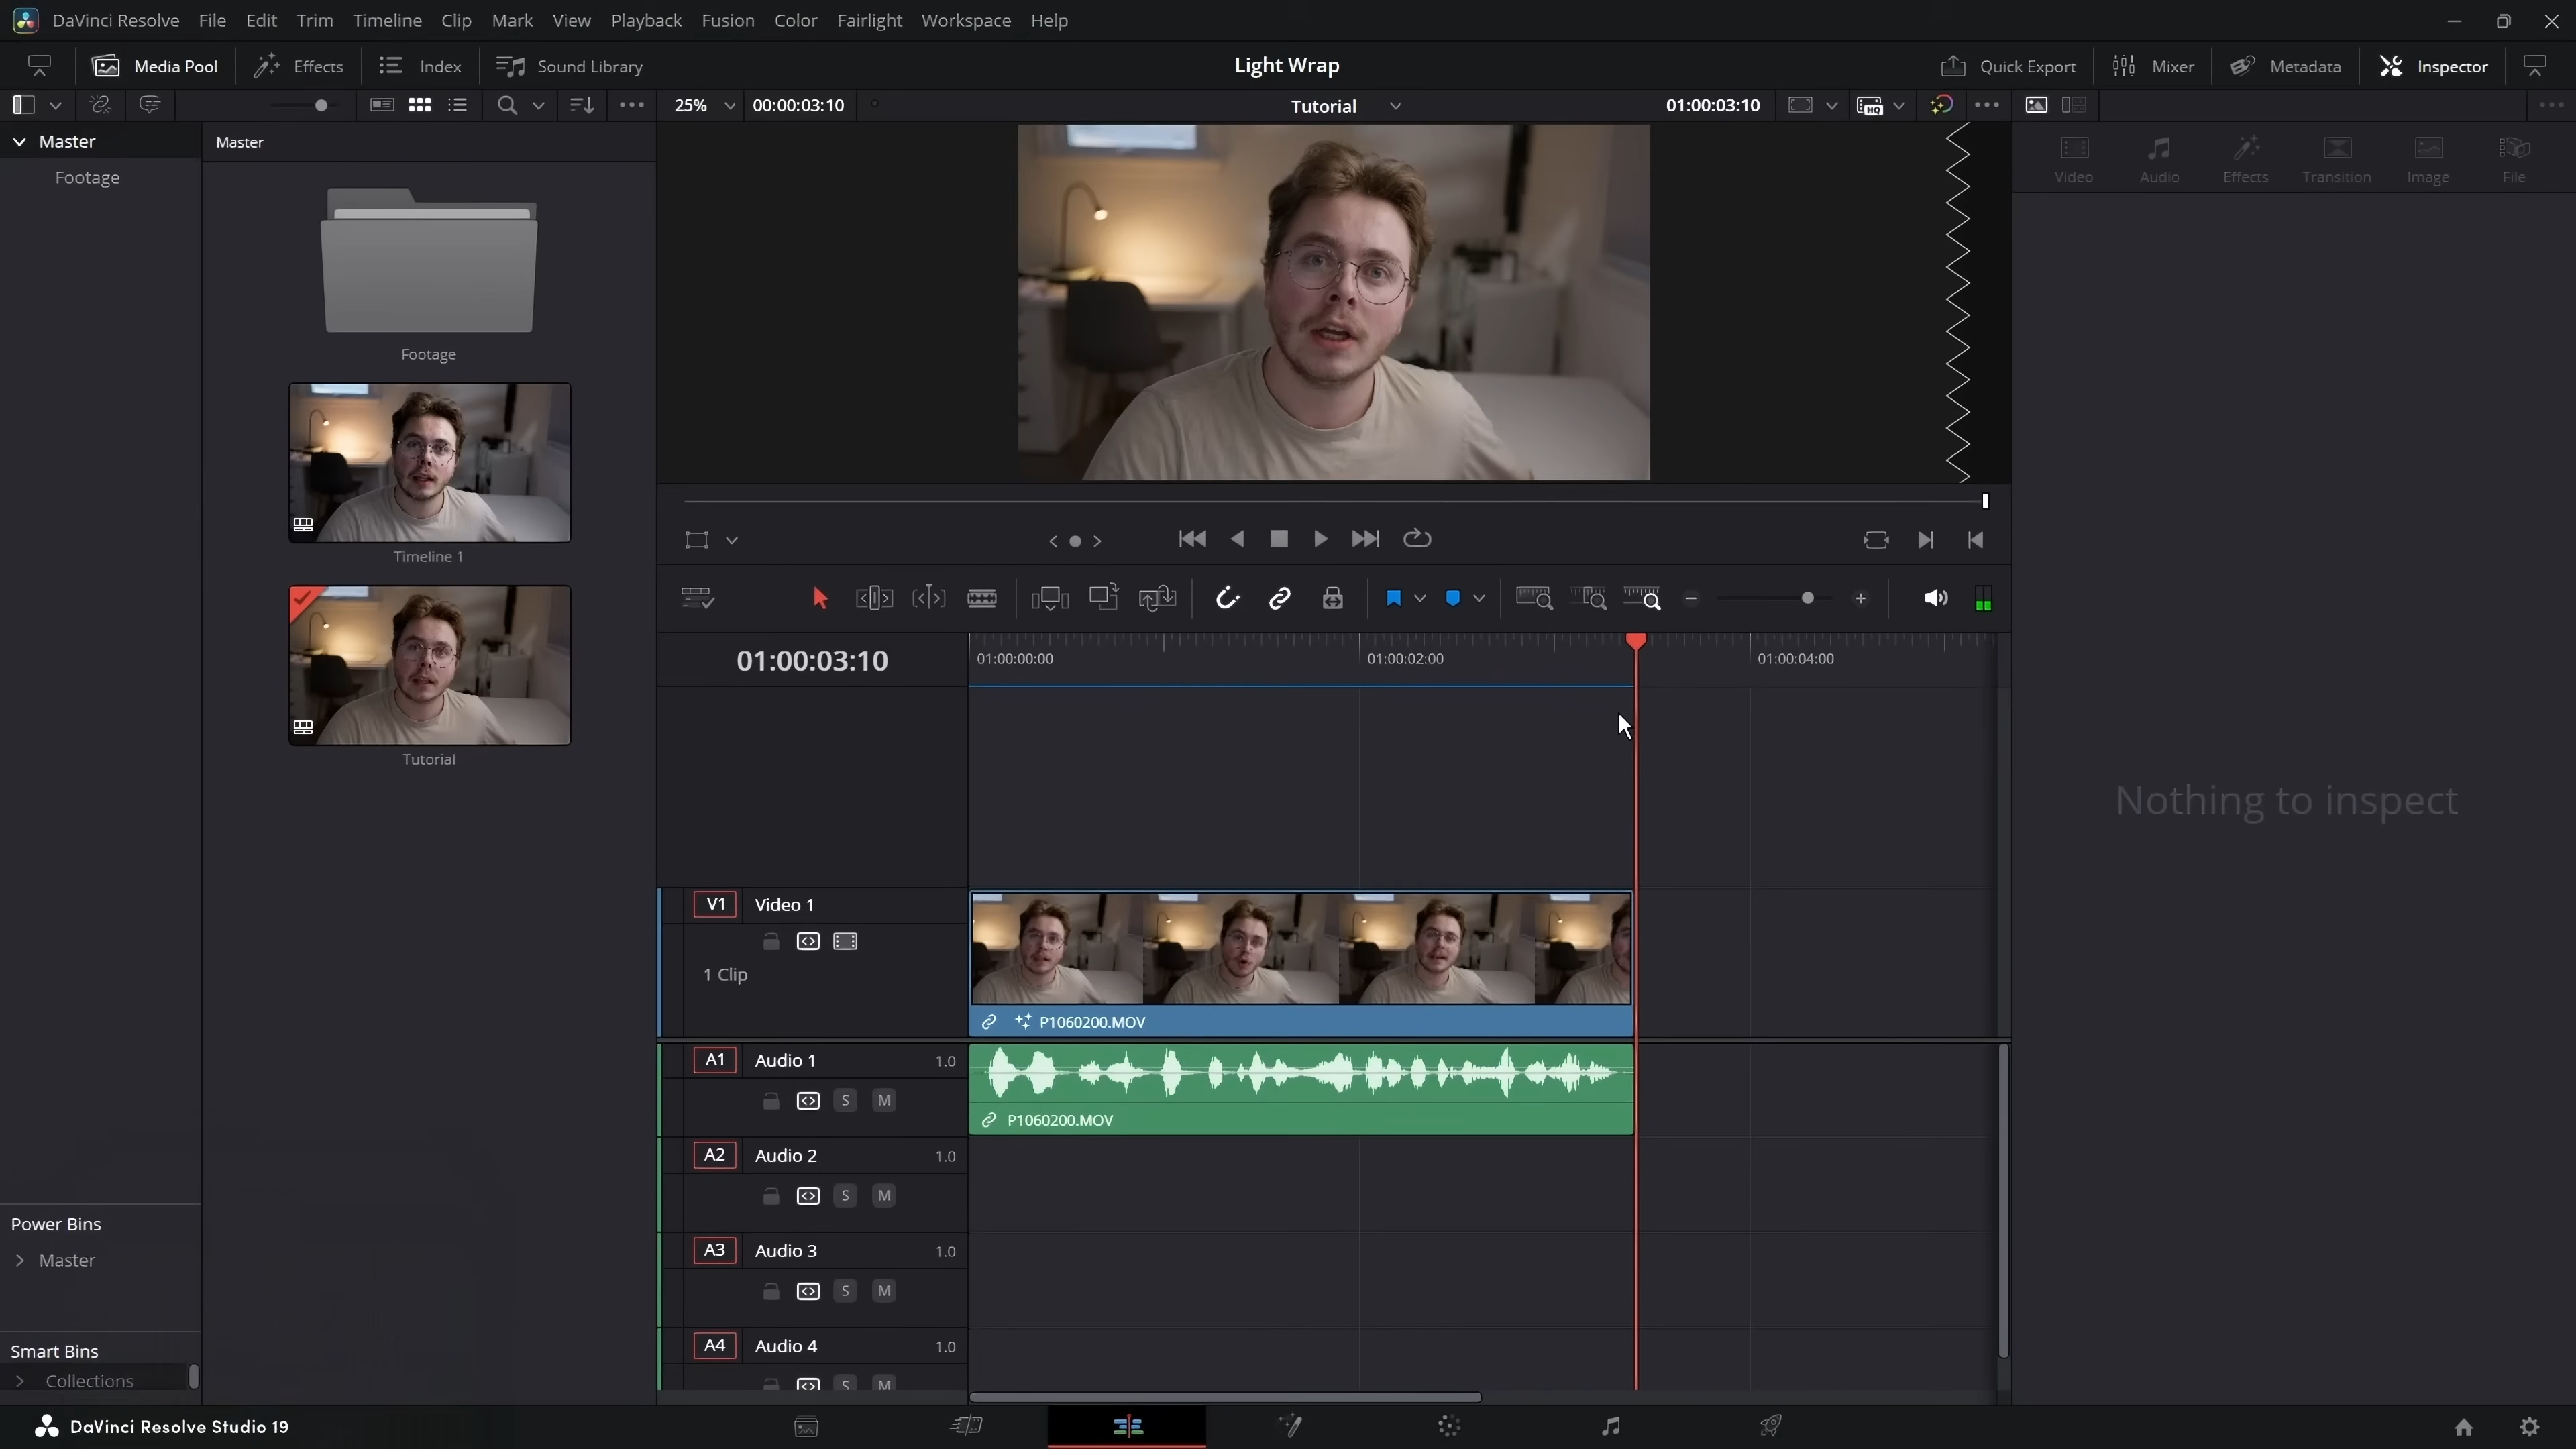 DaVinci Resolve File Edit Trim Timeline Clip Mark View Playback Fusion Color Fairlight Workspace Help
Media Pool Effects Index Sound Library Light Wrap Quick Export Mixer Metadata Inspector
25% 00:00:03:10 Tutorial 01:00:03:10
Master
Footage
Master
Footage
Timeline 1
Tutorial
Video Audio Effects Transition Image File
Nothing to inspect
01:00:03:10
01:00:00:00 01:00:02:00 01:00:04:00
V1 Video 1
1 Clip
P1060200.MOV
A1 Audio 1 1.0
S M
P1060200.MOV
A2 Audio 2 1.0
S M
A3 Audio 3 1.0
S M
A4 Audio 4 1.0
S M
Power Bins
Master
Smart Bins
Collections
DaVinci Resolve Studio 19